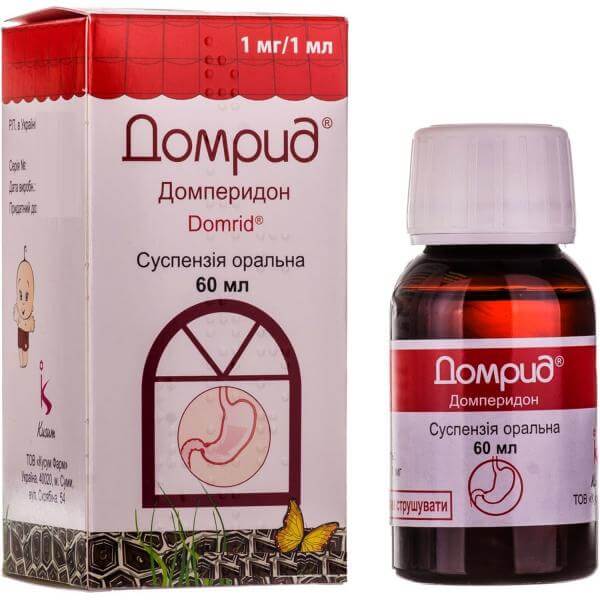 1 мг/1 мл
Домрид®
Домперидон
Domrid®
Суспензія оральна
60 мл
Р.П. в Україні
Серія №:
Дата виробн.:
Придатний до:
Кусум
ТОВ «Кусум Фарм»
Україна, 40020, м. Суми,
вул. Скрябіна, 54
Домрид®
Домперидон
Суспензія оральна
60 мл
мг
струшувати
ТОВ